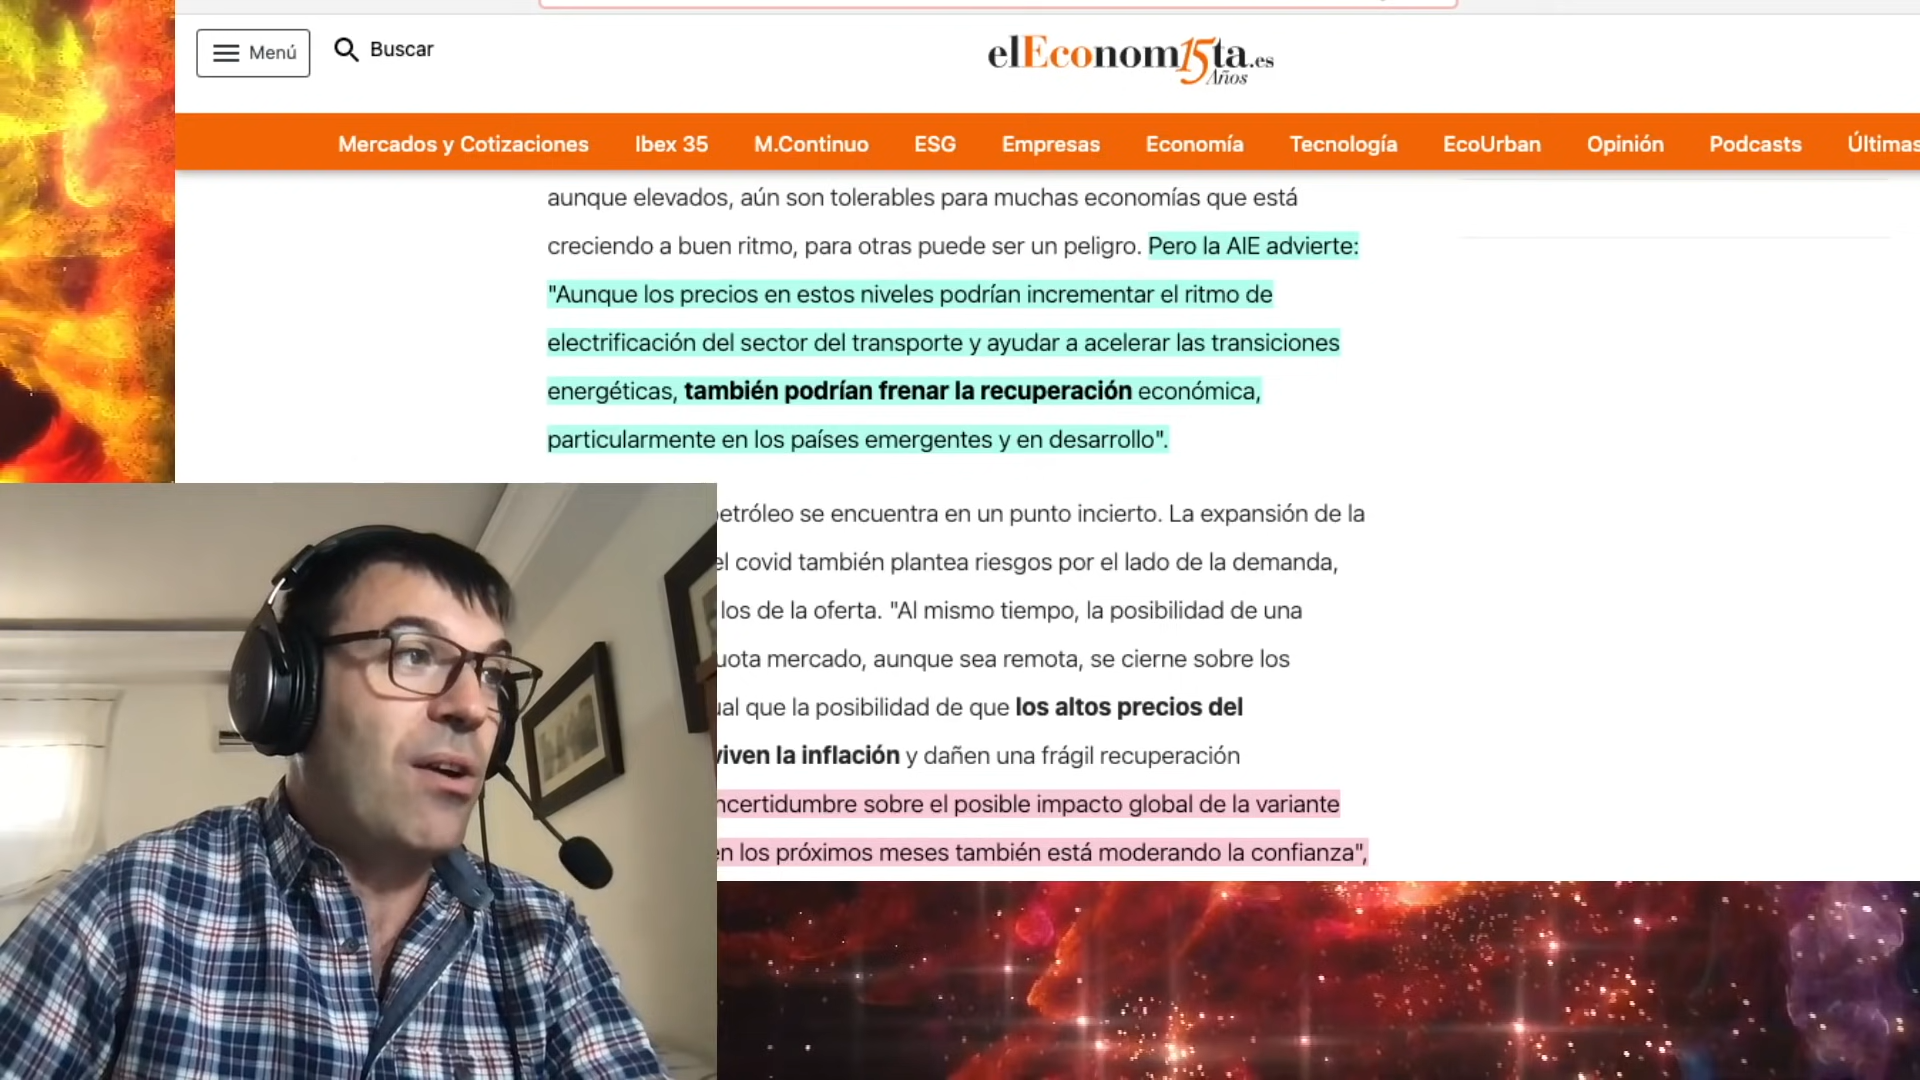 Menú
Buscar
elEconom15ta.es
Años
Mercados y Cotizaciones Ibex 35 M.Continuo ESG Empresas Economía Tecnología EcoUrban Opinión Podcasts Últimas
aunque elevados, aún son tolerables para muchas economías que está
creciendo a buen ritmo, para otras puede ser un peligro. Pero la AIE advierte:
"Aunque los precios en estos niveles podrían incrementar el ritmo de
electrificación del sector del transporte y ayudar a acelerar las transiciones
energéticas, también podrían frenar la recuperación económica,
particularmente en los países emergentes y en desarrollo".
petróleo se encuentra en un punto incierto. La expansión de la
el covid también plantea riesgos por el lado de la demanda,
los de la oferta. "Al mismo tiempo, la posibilidad de una
uota mercado, aunque sea remota, se cierne sobre los
ual que la posibilidad de que los altos precios del
viven la inflación y dañen una frágil recuperación
ncertidumbre sobre el posible impacto global de la variante
en los próximos meses también está moderando la confianza",